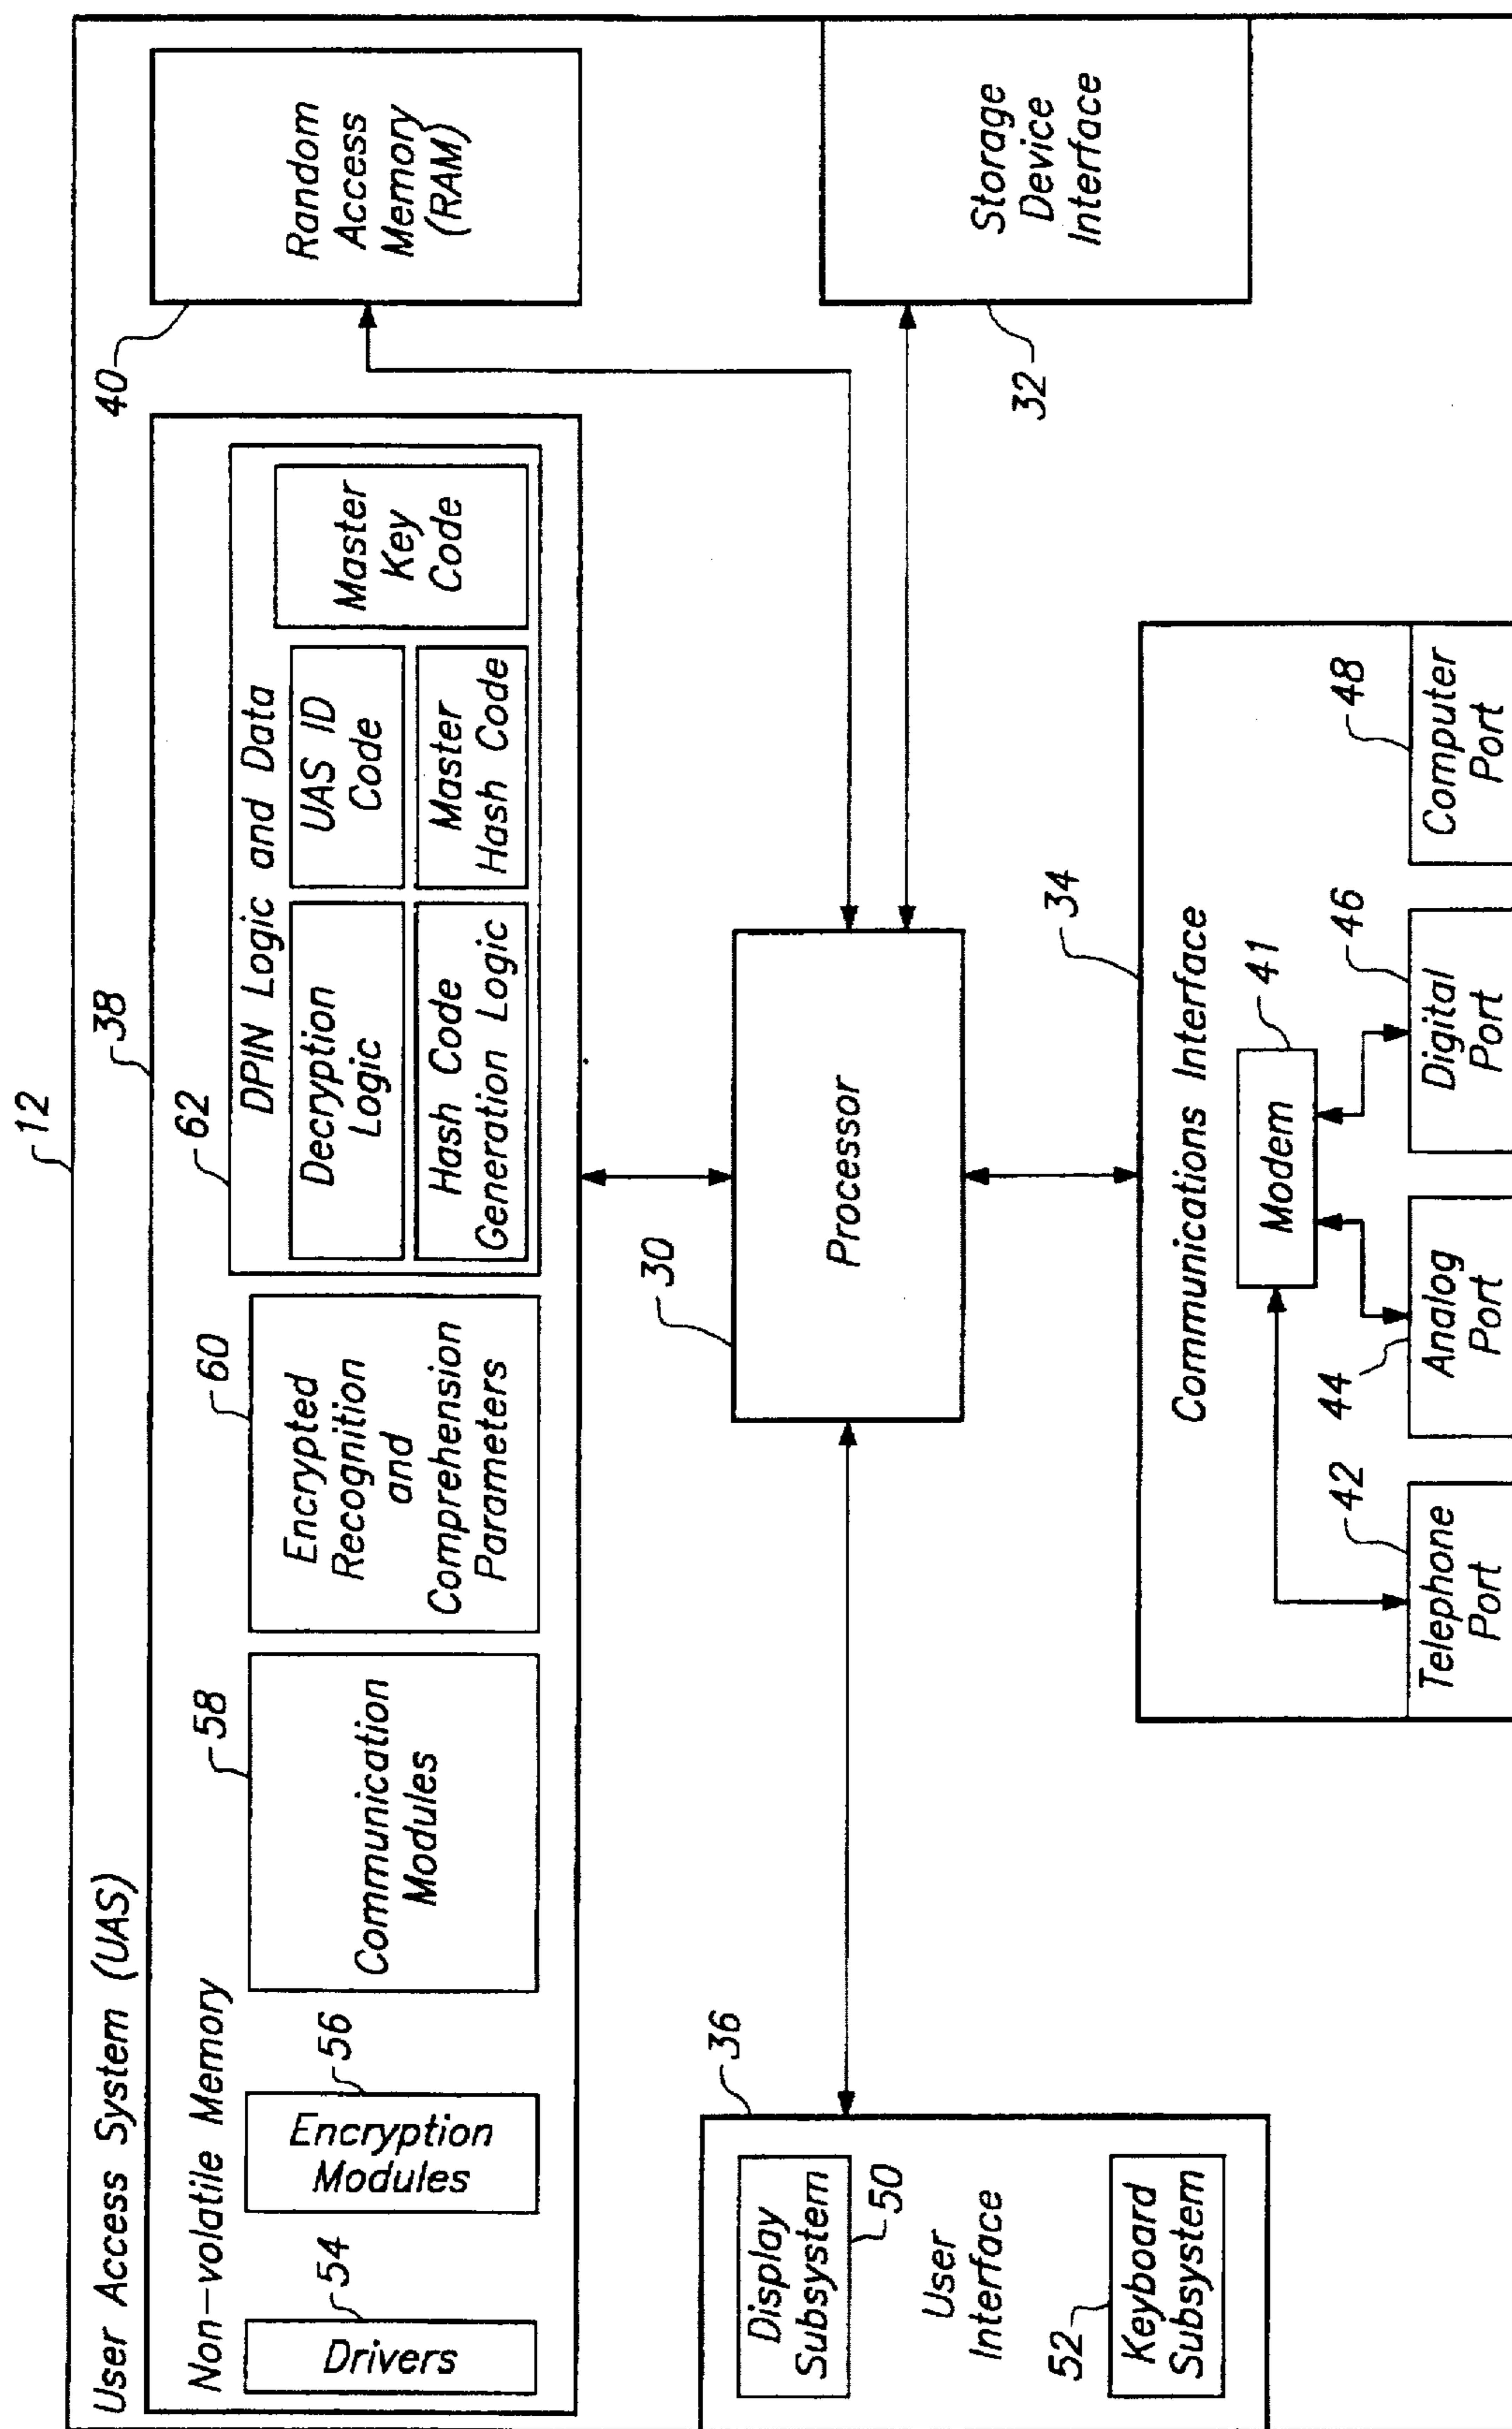 12
User Access System (UAS)
38
Non-volatile Memory
54
Drivers
56
Encryption
Modules
58
Communication
Modules
60
Encrypted
Recognition
and
Comprehension
Parameters
62
DPIN Logic and Data
Decryption
Logic
UAS ID
Code
Hash Code
Generation Logic
Master
Hash Code
Master
Key
Code
40
Random
Access
Memory
(RAM)
36
Display
Subsystem
50
User
Interface
52
Keyboard
Subsystem
30
Processor
32
Storage
Device
Interface
34
Communications Interface
41
Modem
42
Telephone
Port
44
Analog
Port
46
Digital
Port
48
Computer
Port